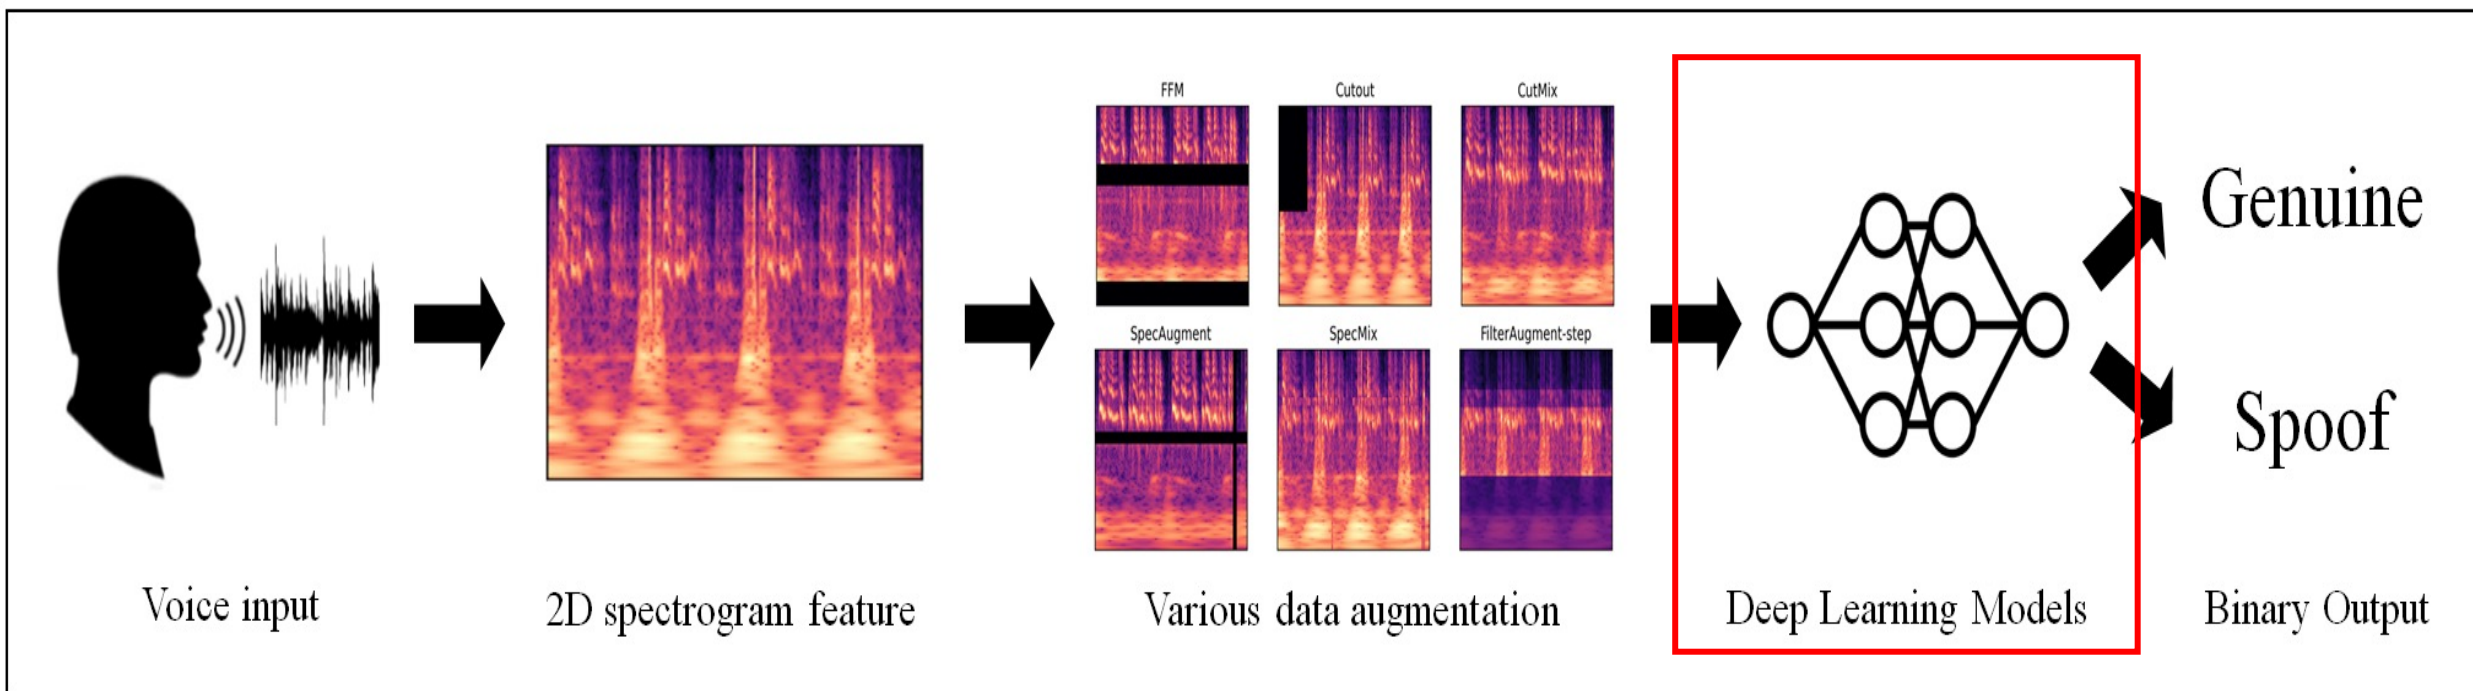 FFM
Cutout
CutMix
SpecAugment
SpecMix
FilterAugment-step
Genuine
Spoof
Voice input
2D spectrogram feature
Various data augmentation
Deep Learning Models
Binary Output